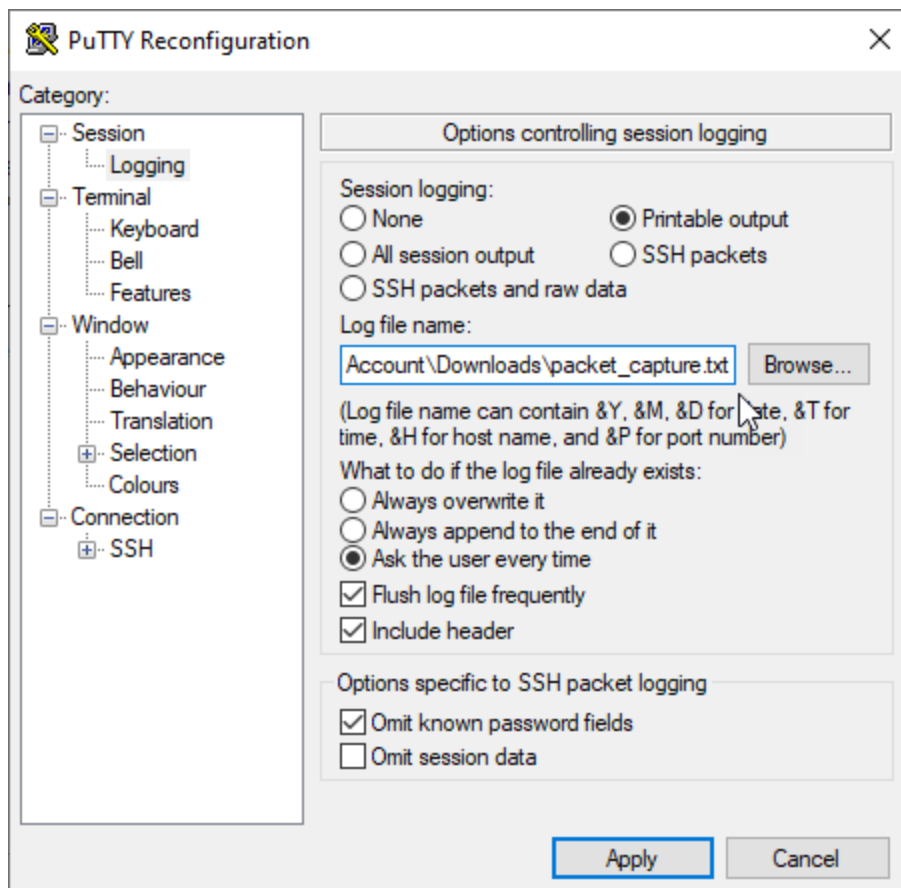 PuTTY Reconfiguration
Category:
Session
Logging
Terminal
Keyboard
Bell
Features
Window
Appearance
Behaviour
Translation
Selection
Colours
Connection
SSH
Options controlling session logging
Session logging:
None
Printable output
All session output
SSH packets
SSH packets and raw data
Log file name:
Account\Downloads\packet_capture.txt
Browse...
(Log file name can contain &Y, &M, &D for date, &T for
time, &H for host name, and &P for port number)
What to do if the log file already exists:
Always overwrite it
Always append to the end of it
Ask the user every time
Flush log file frequently
Include header
Options specific to SSH packet logging
Omit known password fields
Omit session data
Apply
Cancel